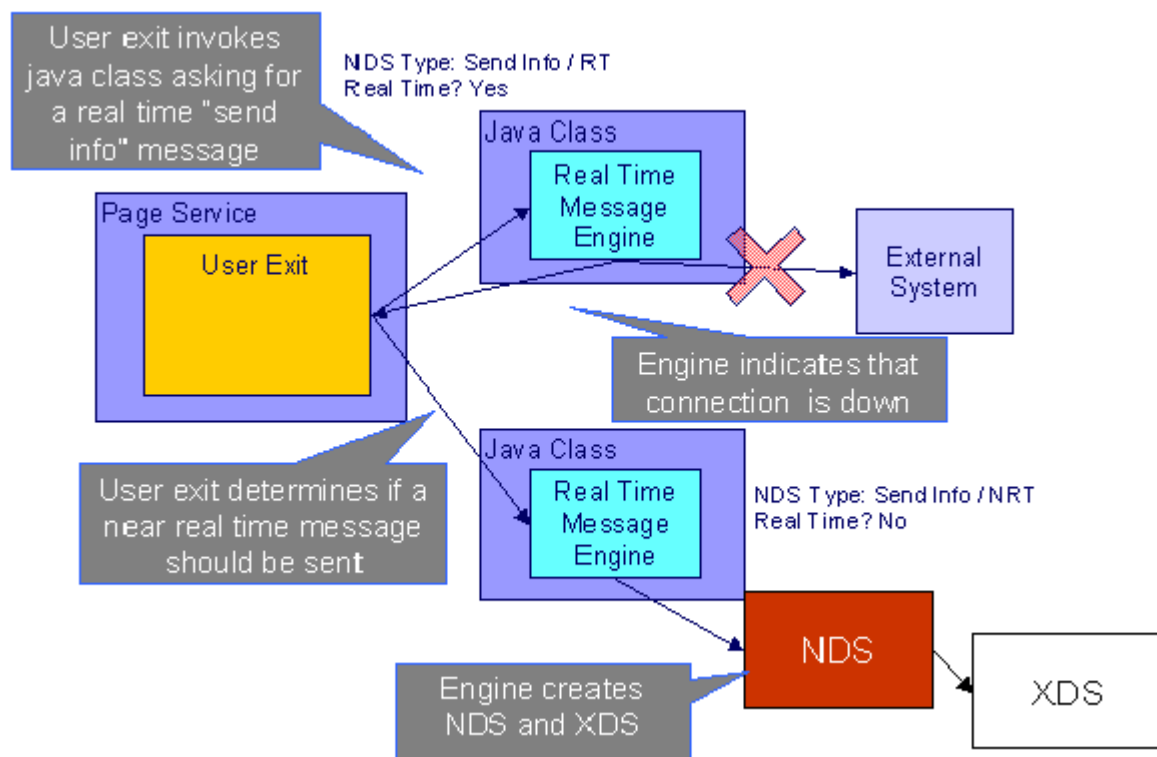 User exit invokes
java class asking for
a real time "send
info" message
NDS Type: Send Info / RT
Real Time? Yes
Java Class
Real Time
Message
Engine
Page Service
User Exit
External
System
Engine indicates that
connection is down
Java Class
Real Time
Message
Engine
User exit determines if a
near real time message
should be sent
NDS Type: Send Info / NRT
Real Time? No
NDS
XDS
Engine creates
NDS and XDS